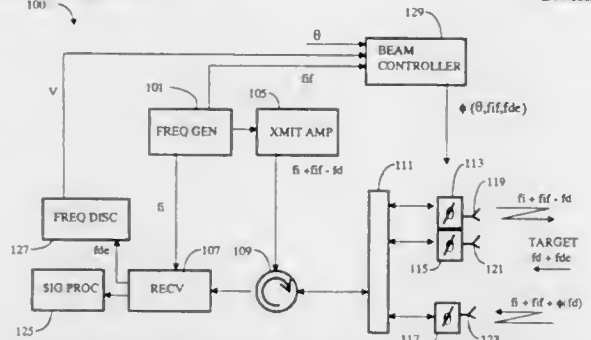 100
129
θ
BEAM
CONTROLLER
fif
V
101
105
FREQ GEN
XMIT AMP
ϕ (θ,fif,fde)
fi +fif - fd
111
113
119
ϕ
fi + fif - fd
fi
FREQ DISC
127
fde
107
109
ϕ
TARGET
fd + fde
115
121
SIG PROC
RECV
fi + fif + ϕ(fd)
125
ϕ
117
123